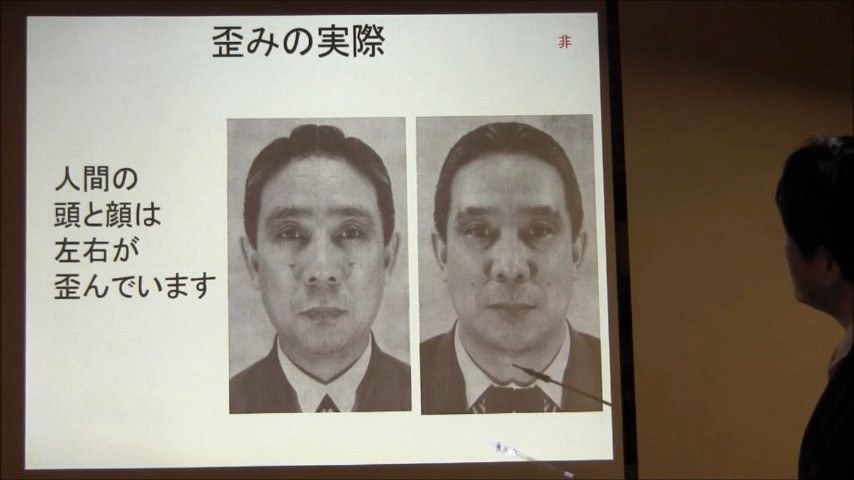 歪みの実際
非
人間の
頭と顔は
左右が
歪んでいます